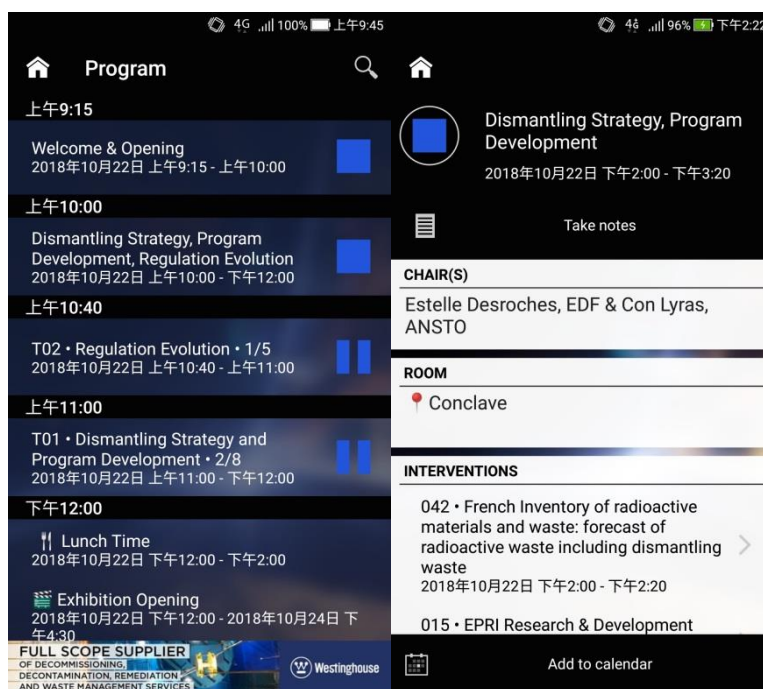 4G 100% 上午9:45
Program
上午9:15
Welcome & Opening
2018年10月22日 上午9:15 - 上午10:00
上午10:00
Dismantling Strategy, Program
Development, Regulation Evolution
2018年10月22日 上午10:00 - 下午12:00
上午10:40
T02 • Regulation Evolution • 1/5
2018年10月22日 上午10:40 - 上午11:00
上午11:00
T01 • Dismantling Strategy and
Program Development • 2/8
2018年10月22日 上午11:00 - 下午12:00
下午12:00
Lunch Time
2018年10月22日 下午12:00 - 下午2:00
Exhibition Opening
2018年10月22日 下午12:00 - 2018年10月24日 下
午4:30
FULL SCOPE SUPPLIER
OF DECOMMISSIONING,
DECONTAMINATION, REMEDIATION
AND WASTE MANAGEMENT SERVICES
W Westinghouse
4G 96% 下午2:22
Dismantling Strategy, Program
Development
2018年10月22日 下午2:00 - 下午3:20
Take notes
CHAIR(S)
Estelle Desroches, EDF & Con Lyras,
ANSTO
ROOM
Conclave
INTERVENTIONS
042 • French Inventory of radioactive
materials and waste: forecast of
radioactive waste including dismantling
waste
2018年10月22日 下午2:00 - 下午2:20
015 • EPRI Research & Development
Add to calendar